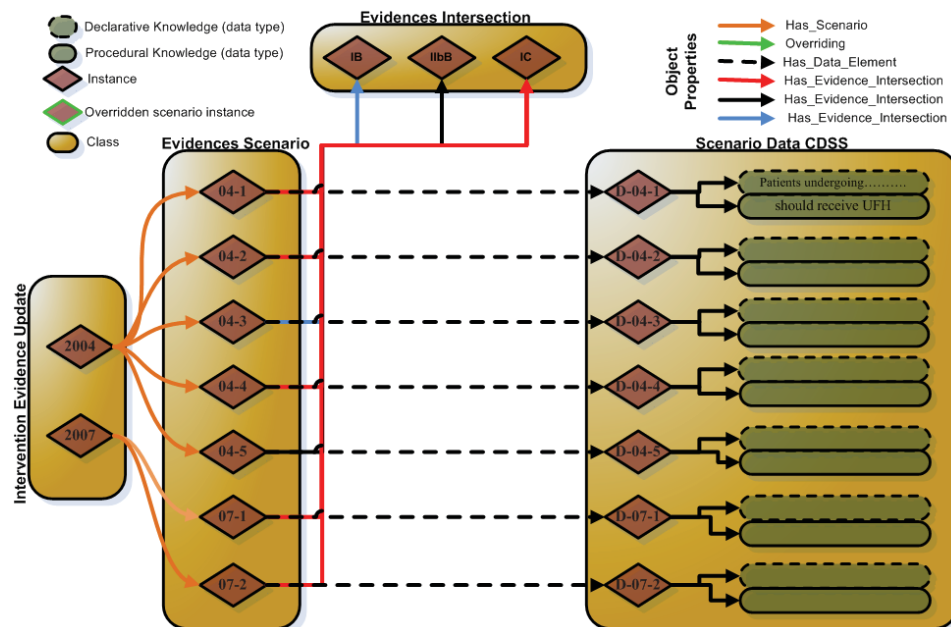 Declarative Knowledge (data type)
Procedural Knowledge (data type)
Instance
Overridden scenario instance
Class
Evidences Intersection
IB
IIbB
IC
Object
Properties
Has_Scenario
Overriding
Has_Data_Element
Has_Evidence_Intersection
Has_Evidence_Intersection
Has_Evidence_Intersection
Evidences Scenario
Scenario Data CDSS
Intervention Evidence Update
2004
2007
04-1
04-2
04-3
04-4
04-5
07-1
07-2
D-04-1
Patients undergoing..........
should receive UFH
D-04-2
D-04-3
D-04-4
D-04-5
D-07-1
D-07-2